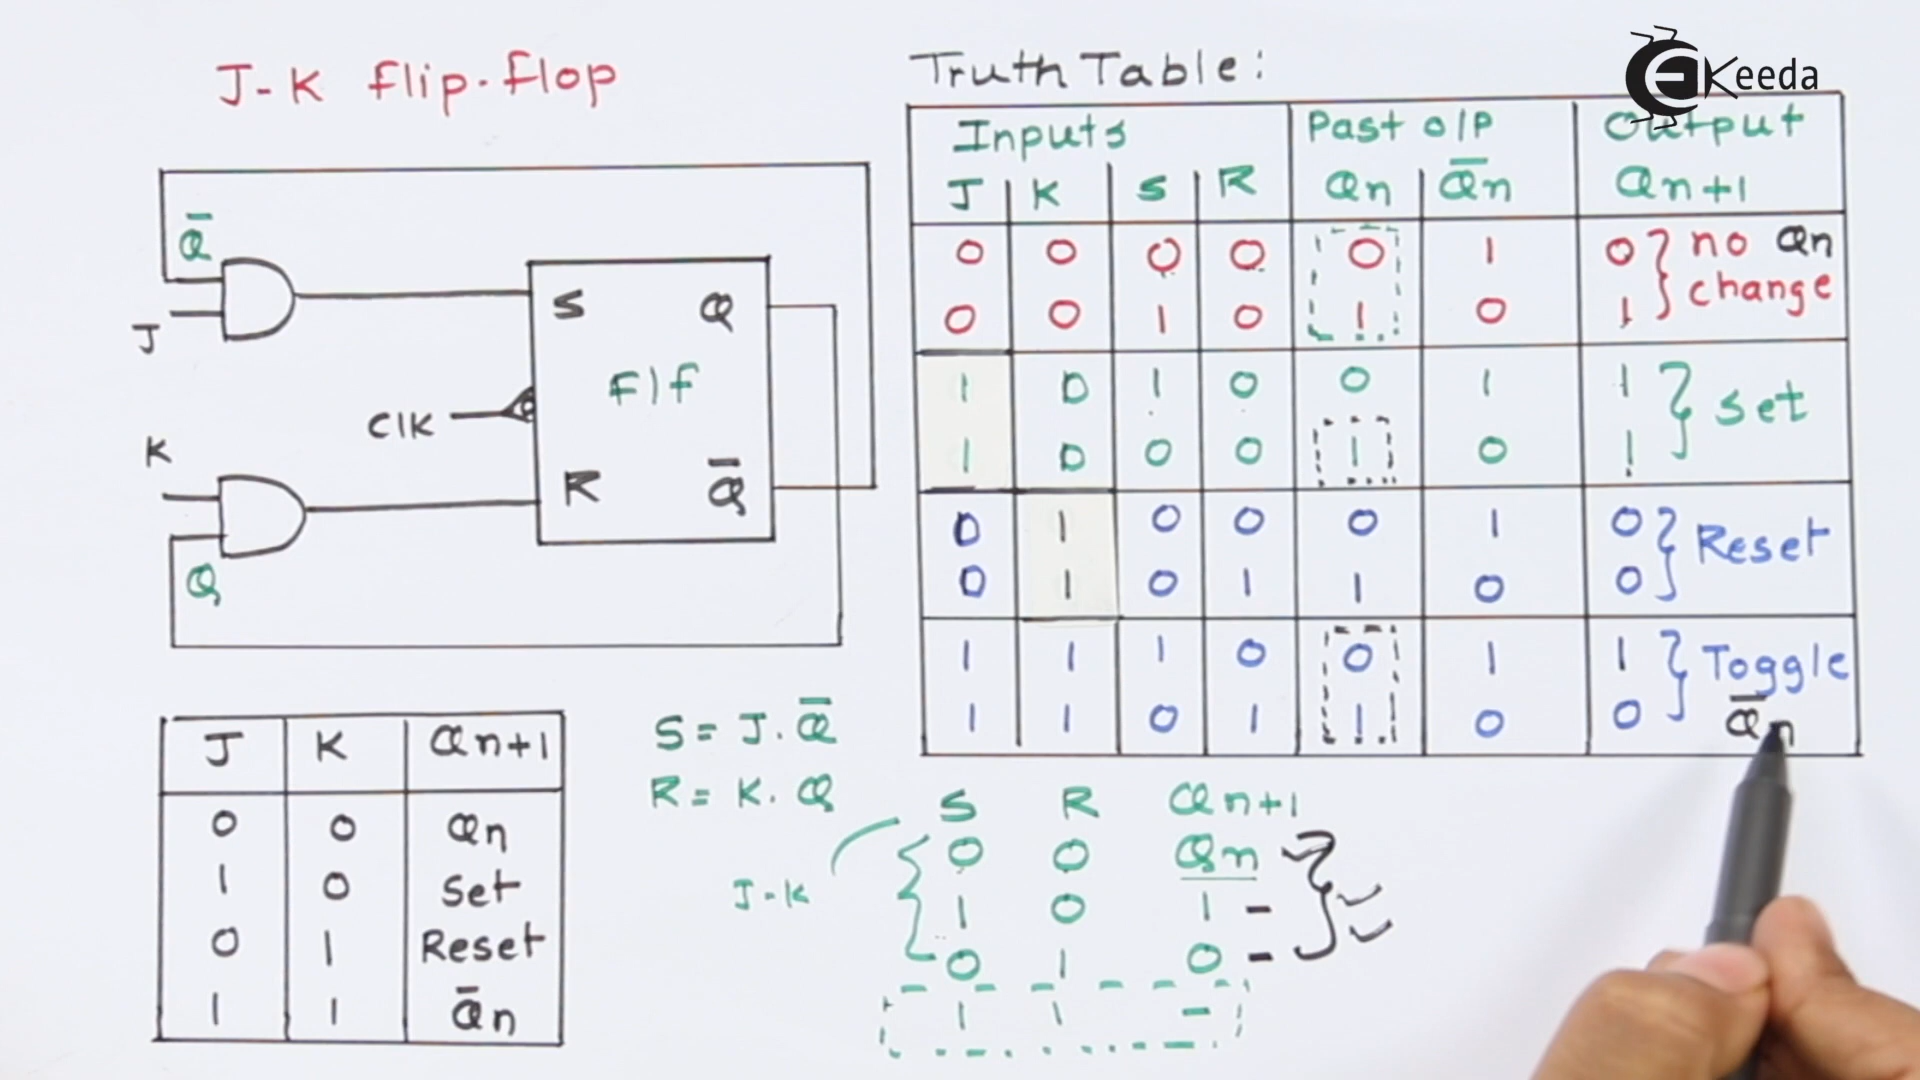 J-K flip-flop
Truth Table:
Keeda
Inputs Past O/P Output
J K S R Qn Q̅n Qn+1
0 0 0 0 0 1 0 no Qn
0 0 1 0 1 0 1 change
1 0 1 0 0 1 1 Set
1 0 0 0 1 0 1
0 1 0 0 0 1 0 Reset
0 1 0 1 1 0 0
1 1 1 0 0 1 1 Toggle
1 1 0 1 1 0 0 Q̅n
Q̅
J
S Q
F/F
CLK
K
R Q̅
Q
J K Qn+1
0 0 Qn
1 0 Set
0 1 Reset
1 1 Q̅n
S = J . Q̅
R = K . Q
J-K
S R Qn+1
0 0 Qn
1 0 1 -
0 1 0 -
1 1 -